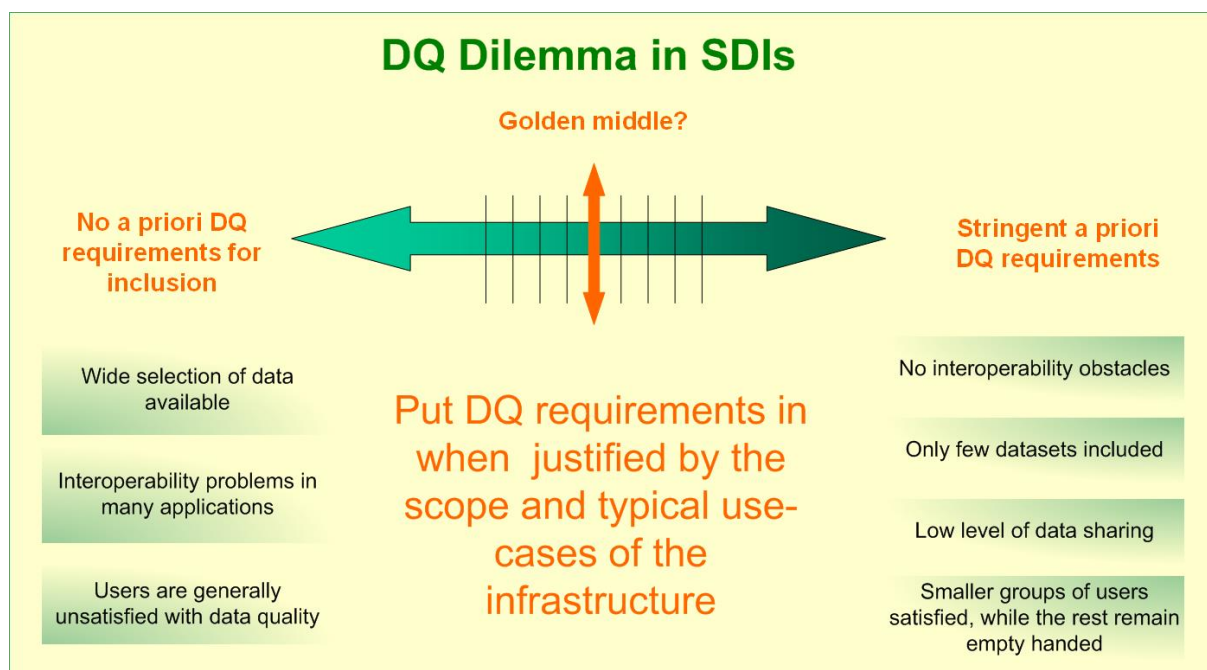 DQ Dilemma in SDIs
Golden middle?
No a priori DQ
requirements for
inclusion
Stringent a priori
DQ requirements
Wide selection of data
available
Interoperability problems in
many applications
Users are generally
unsatisfied with data quality
Put DQ requirements in
when justified by the
scope and typical use-
cases of the
infrastructure
No interoperability obstacles
Only few datasets included
Low level of data sharing
Smaller groups of users
satisfied, while the rest remain
empty handed